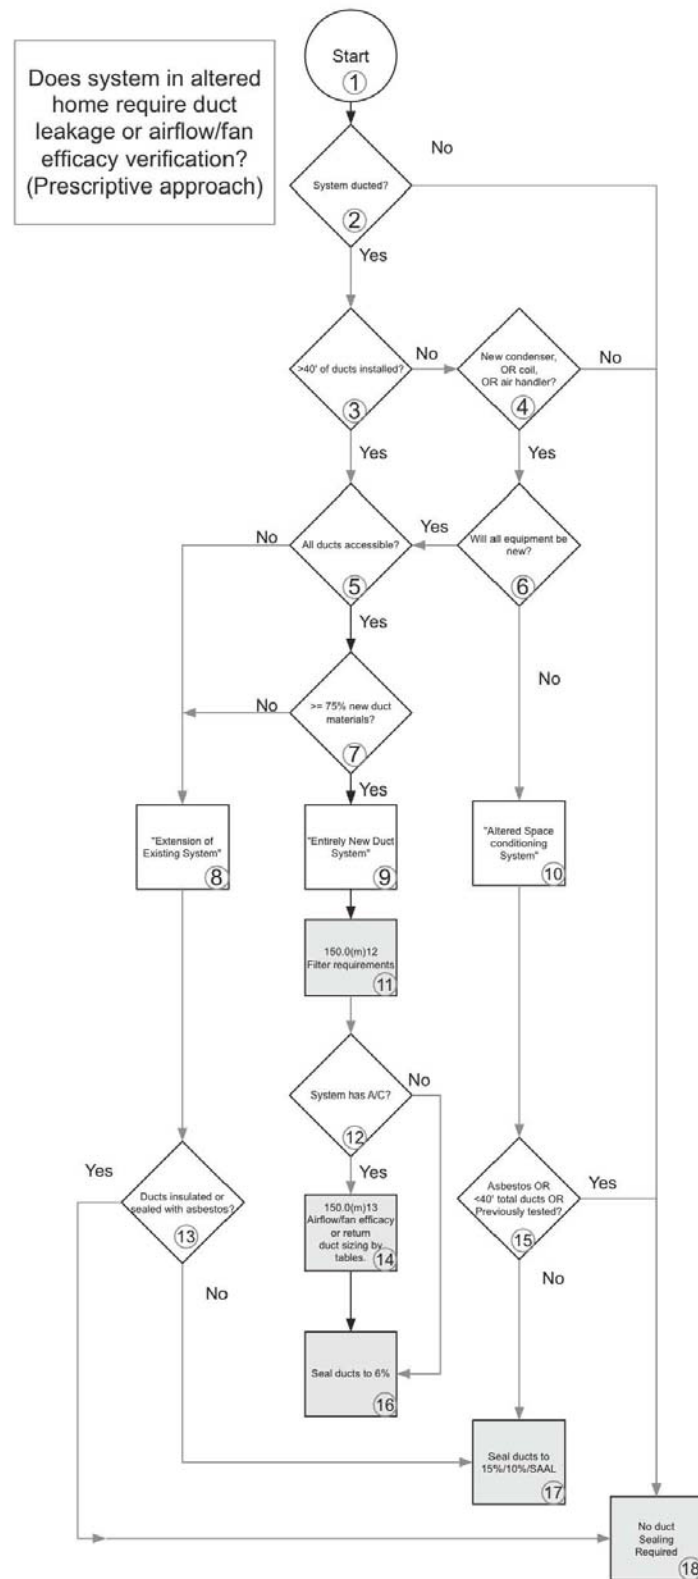 Does system in altered
home require duct
leakage or airflow/fan
efficacy verification?
(Prescriptive approach)
Start
1
No
System ducted?
2
Yes
>40' of ducts installed?
3
No
New condenser,
OR coil,
OR air handler?
4
No
Yes
Yes
No
All ducts accessible?
5
Yes
Will all equipment be
new?
6
Yes
No
No
>= 75% new duct
materials?
7
Yes
"Extension of
Existing System"
8
"Entirely New Duct
System"
9
"Altered Space
conditioning
System"
10
150.0(m)12
Filter requirements
11
System has A/C?
12
No
Yes
Yes
Ducts insulated or
sealed with asbestos?
13
No
150.0(m)13
Airflow/fan efficacy
or return
duct sizing by
tables.
14
Asbestos OR
<40' total ducts OR
Previously tested?
15
Yes
No
Seal ducts to 6%
16
Seal ducts to
15%/10%/SAAL
17
No duct
Sealing
Required
18